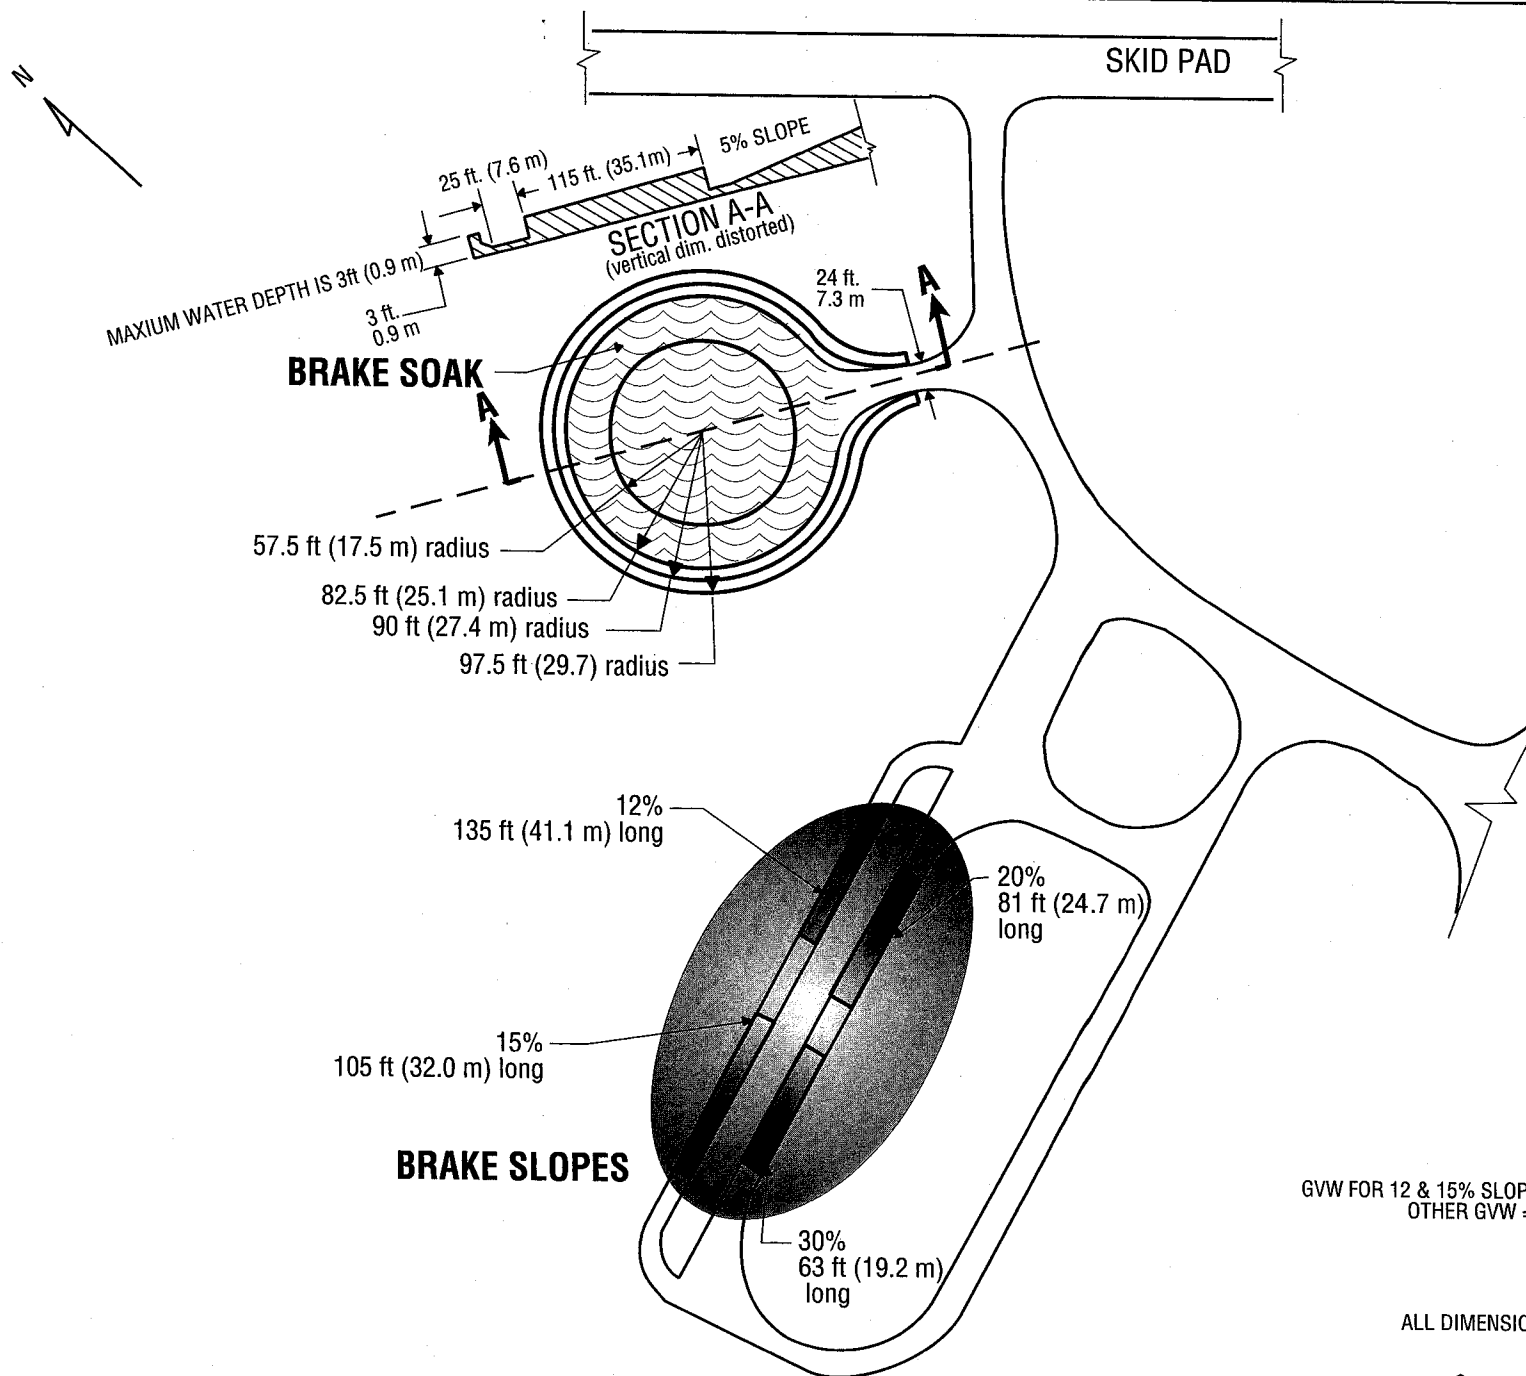 SKID PAD
N
25 ft. (7.6 m)
115 ft. (35.1m)
5% SLOPE
SECTION A-A
(vertical dim. distorted)
MAXIUM WATER DEPTH IS 3ft (0.9 m)
3 ft.
0.9 m
24 ft.
7.3 m
A
BRAKE SOAK
A
57.5 ft (17.5 m) radius
82.5 ft (25.1 m) radius
90 ft (27.4 m) radius
97.5 ft (29.7) radius
12%
135 ft (41.1 m) long
20%
81 ft (24.7 m)
long
15%
105 ft (32.0 m) long
BRAKE SLOPES
30%
63 ft (19.2 m)
long
GVW FOR 12 & 15% SLOP
OTHER GVW =
ALL DIMENSIO